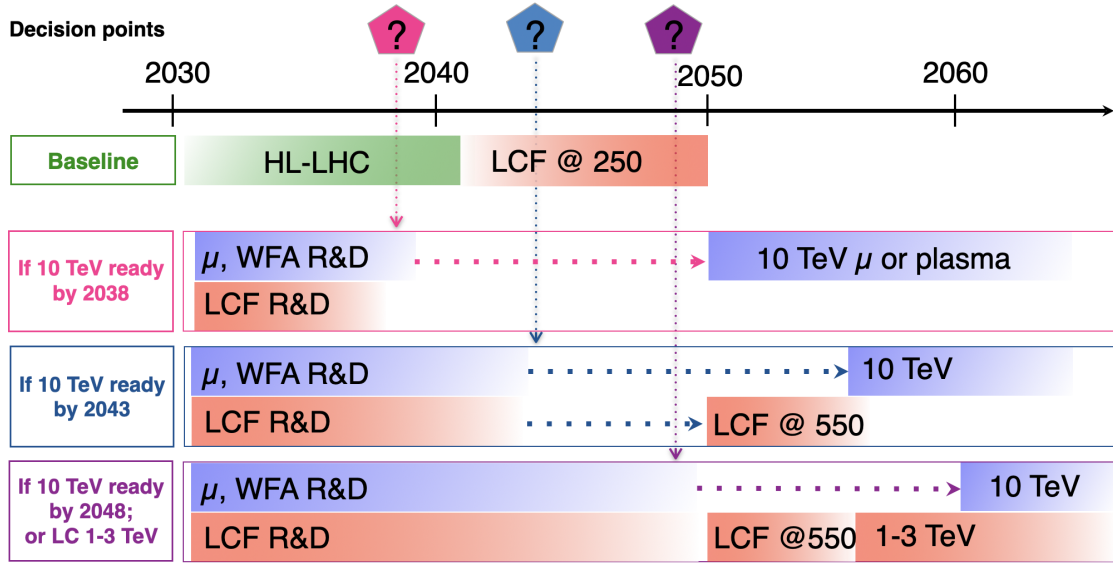 Decision points
? ? ?
2030 2040 2050 2060
Baseline
HL-LHC
LCF @ 250
If 10 TeV ready
by 2038
μ, WFA R&D
10 TeV μ or plasma
LCF R&D
If 10 TeV ready
by 2043
μ, WFA R&D
10 TeV
LCF R&D
LCF @ 550
If 10 TeV ready
by 2048;
or LC 1-3 TeV
μ, WFA R&D
10 TeV
LCF R&D
LCF @550
1-3 TeV